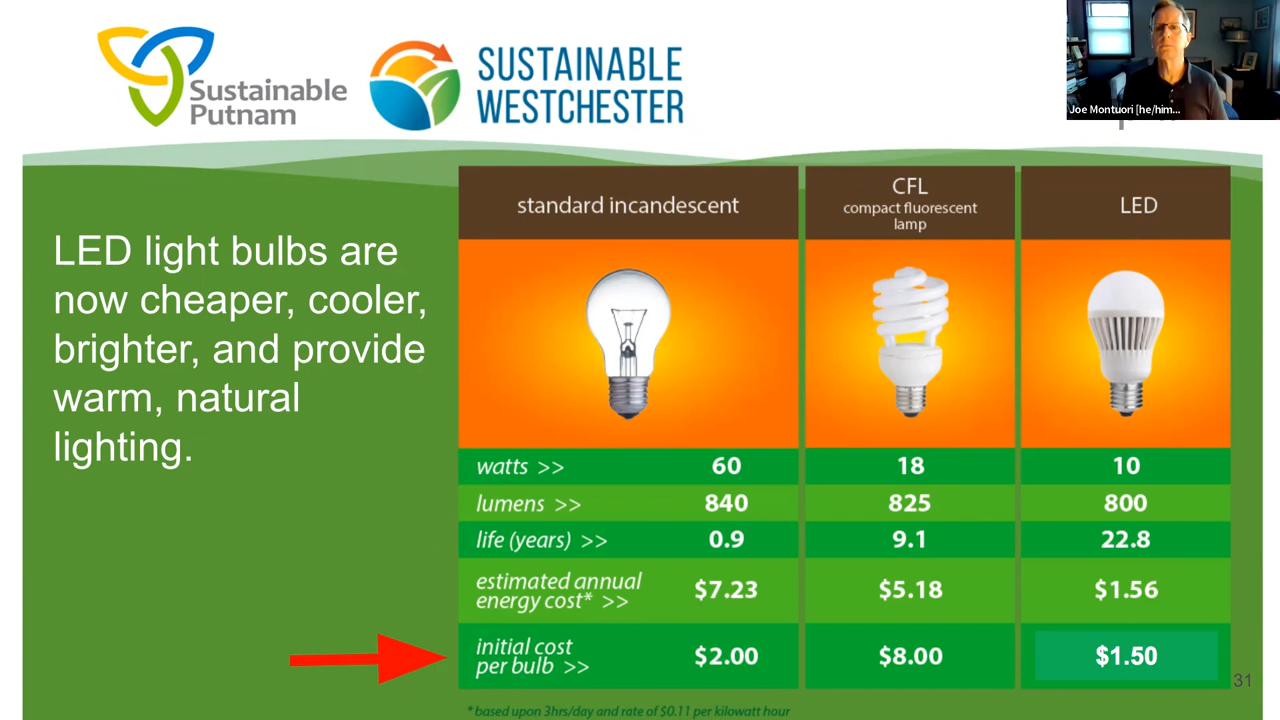 Sustainable
Putnam
SUSTAINABLE
WESTCHESTER
Joe Montuori [he/him...
LED light bulbs are
now cheaper, cooler,
brighter, and provide
warm, natural
lighting.
standard incandescent
CFL
compact fluorescent
lamp
LED
watts >> 60 18 10
lumens >> 840 825 800
life (years) >> 0.9 9.1 22.8
estimated annual
energy cost* >> $7.23 $5.18 $1.56
initial cost
per bulb >> $2.00 $8.00 $1.50
31
* based upon 3hrs/day and rate of $0.11 per kilowatt hour